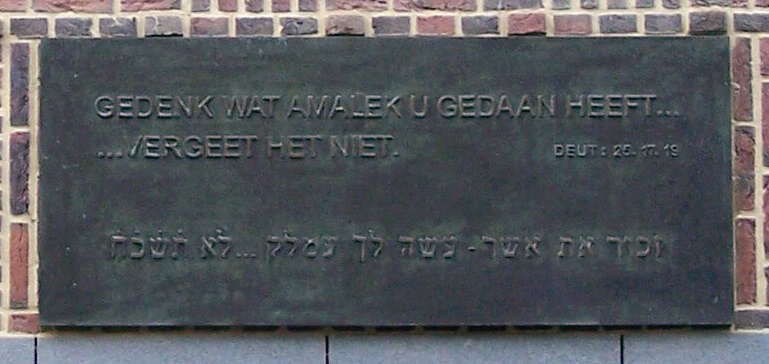 GEDENK WAT AMALEK U GEDAAN HEEFT...
...VERGEET HET NIET.
DEUT: 25. 17. 19
זכור את אשר-עשה לך עמלק...לא תשכח